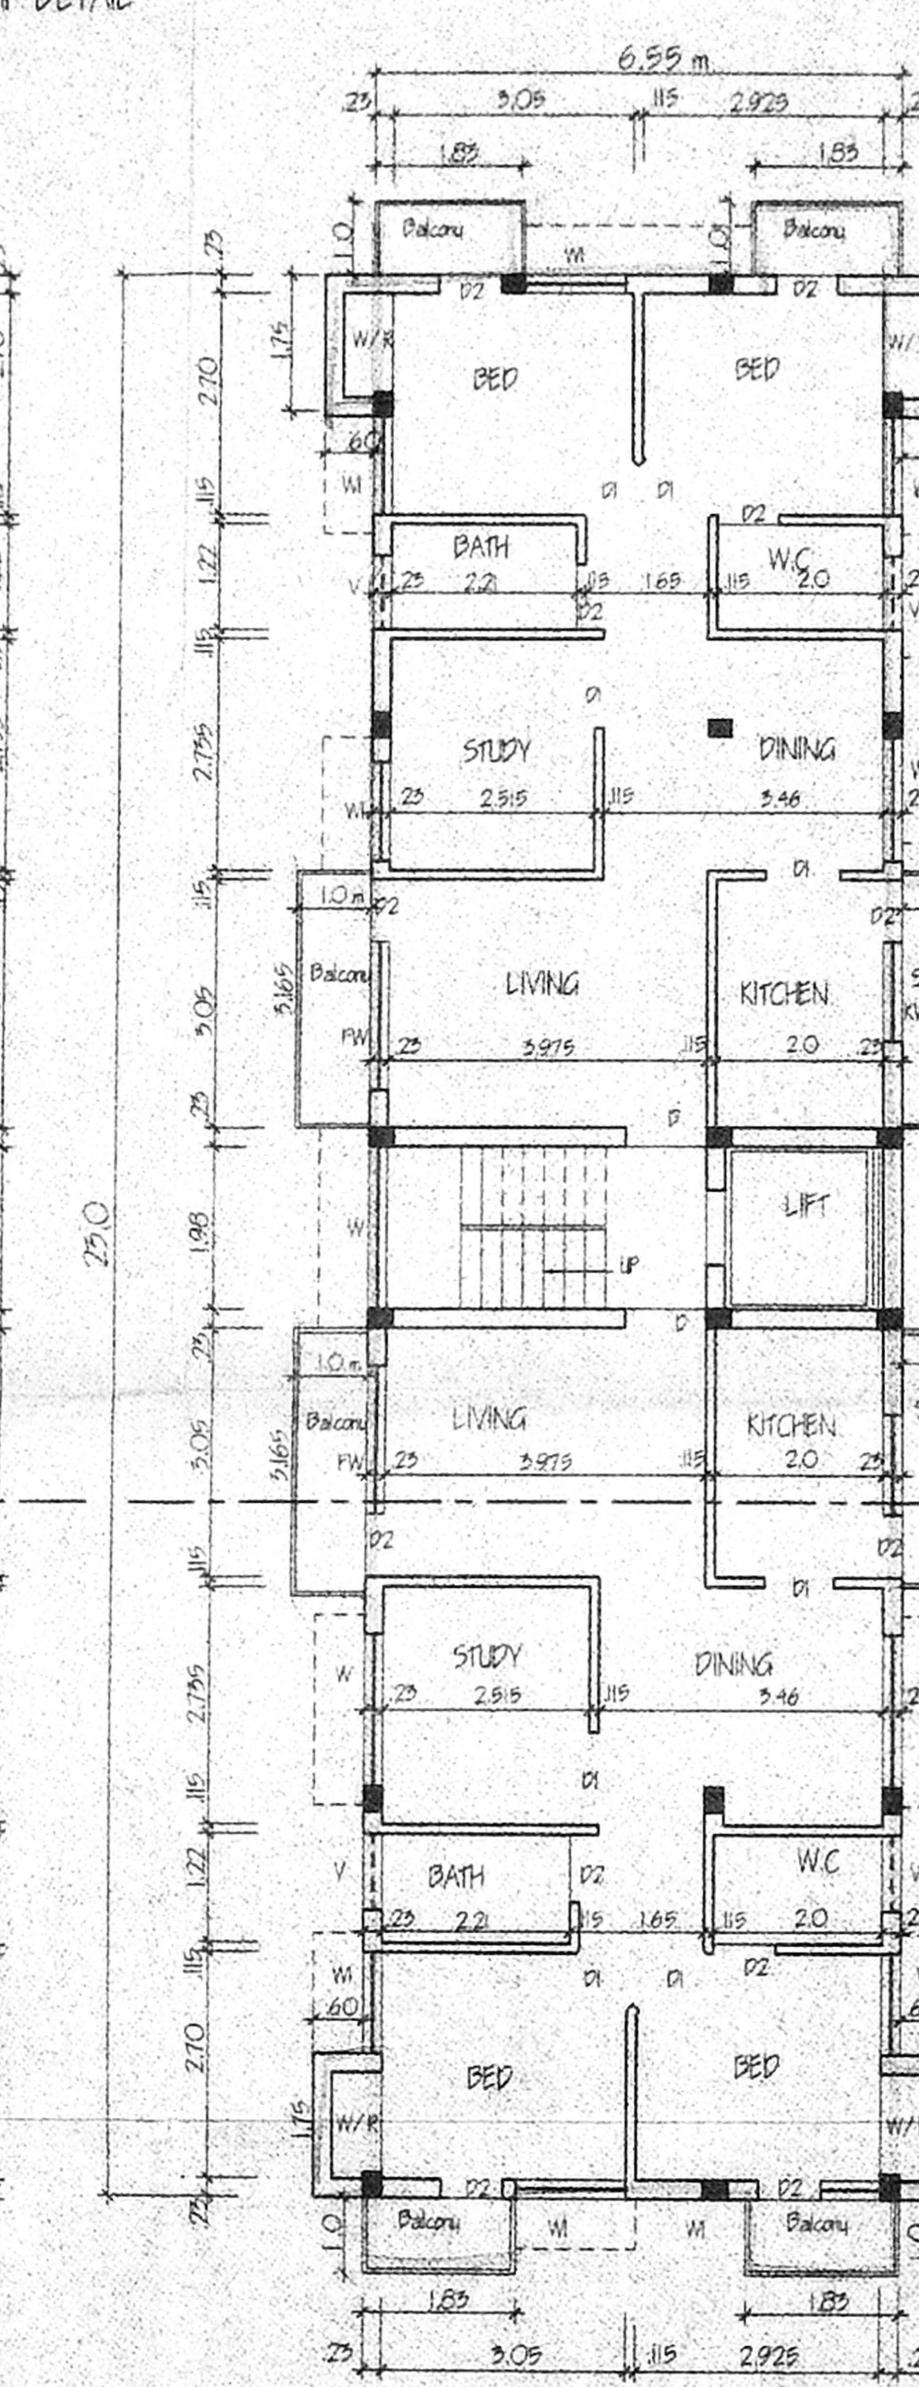 DETAIL
6.55 m
.23 3.05 .115 2.925
1.83 1.83
1.0 Balcony 1.0 Balcony
.23 W1
D2 D2
1.75 W/R
2.70 BED BED
.60
W1 D1 D1
.115 D2
BATH W.C
1.22 V .23 2.21 .115 1.65 .115 2.0
D2
.115
D1
STUDY DINING
2.735
W1 .23 2.515 .115 3.46
D1
.115 1.0 m D2 D2
Balcony LIVING KITCHEN
3.165
3.05 FW .23 3.975 .115 2.0 .23
.23 D
LIFT
23.0 1.98 W
UP
.23 D
1.0 m
Balcony LIVING KITCHEN
3.165 3.05 FW .23 3.975 .115 2.0 .23
D2 D2
.115 D1
W STUDY DINING
2.735 .23 2.515 .115 3.46
D1
.115
1.22 V BATH D2 W.C
.23 2.21 .115 1.65 .115 2.0
.115 W1 D1 D1 D2
.60
2.70 BED BED
1.75 W/R
D2 D2
.23 1.0 Balcony W1 W1 Balcony
1.83 1.83
.23 3.05 .115 2.925